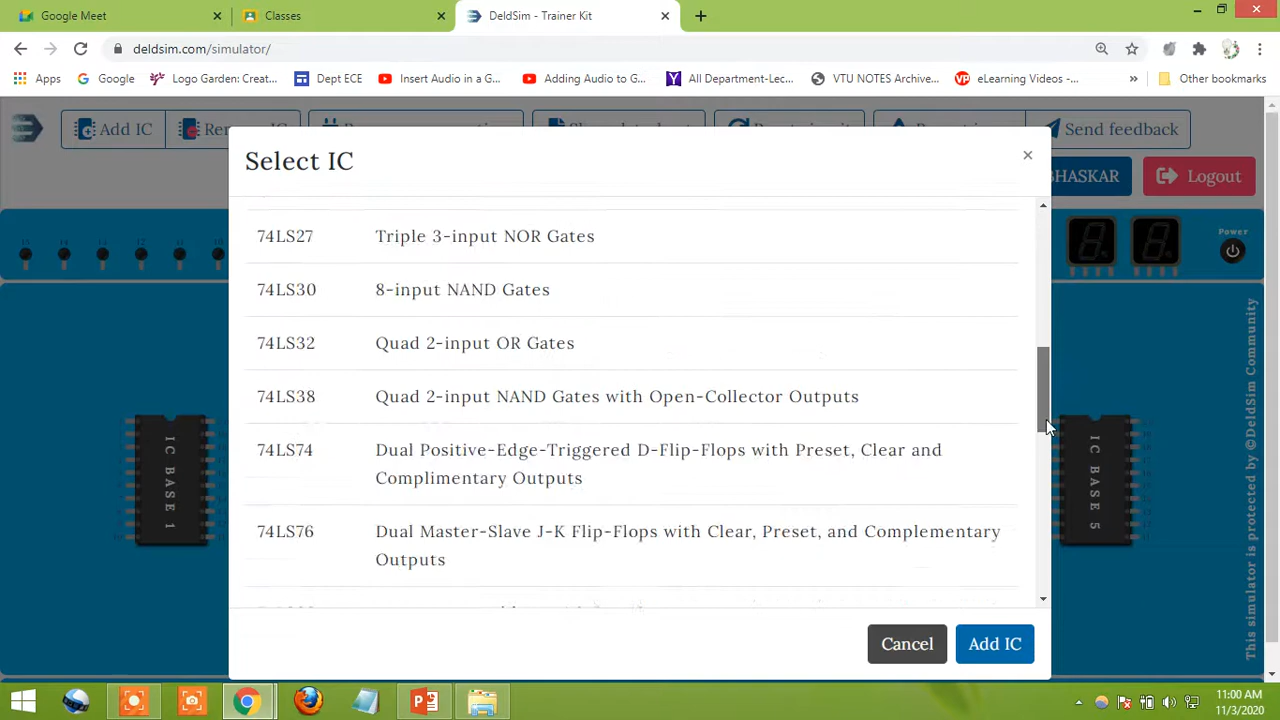 Google Meet
Classes
DeldSim - Trainer Kit
deldsim.com/simulator/
Apps
Google
Logo Garden: Creat...
Dept ECE
Insert Audio in a G...
Adding Audio to G...
All Department-Lec...
VTU NOTES Archive...
eLearning Videos -...
»
Other bookmarks
Add IC
Send feedback
BHASKAR
Logout
Select IC
×
15 14 13 12 11 10
Power
74LS27 Triple 3-input NOR Gates
74LS30 8-input NAND Gates
74LS32 Quad 2-input OR Gates
74LS38 Quad 2-input NAND Gates with Open-Collector Outputs
74LS74 Dual Positive-Edge-Triggered D-Flip-Flops with Preset, Clear and
Complimentary Outputs
74LS76 Dual Master-Slave J-K Flip-Flops with Clear, Preset, and Complementary
Outputs
IC BASE 1
IC BASE 5
This simulator is protected by ©DeldSim Community
Cancel
Add IC
11:00 AM
11/3/2020